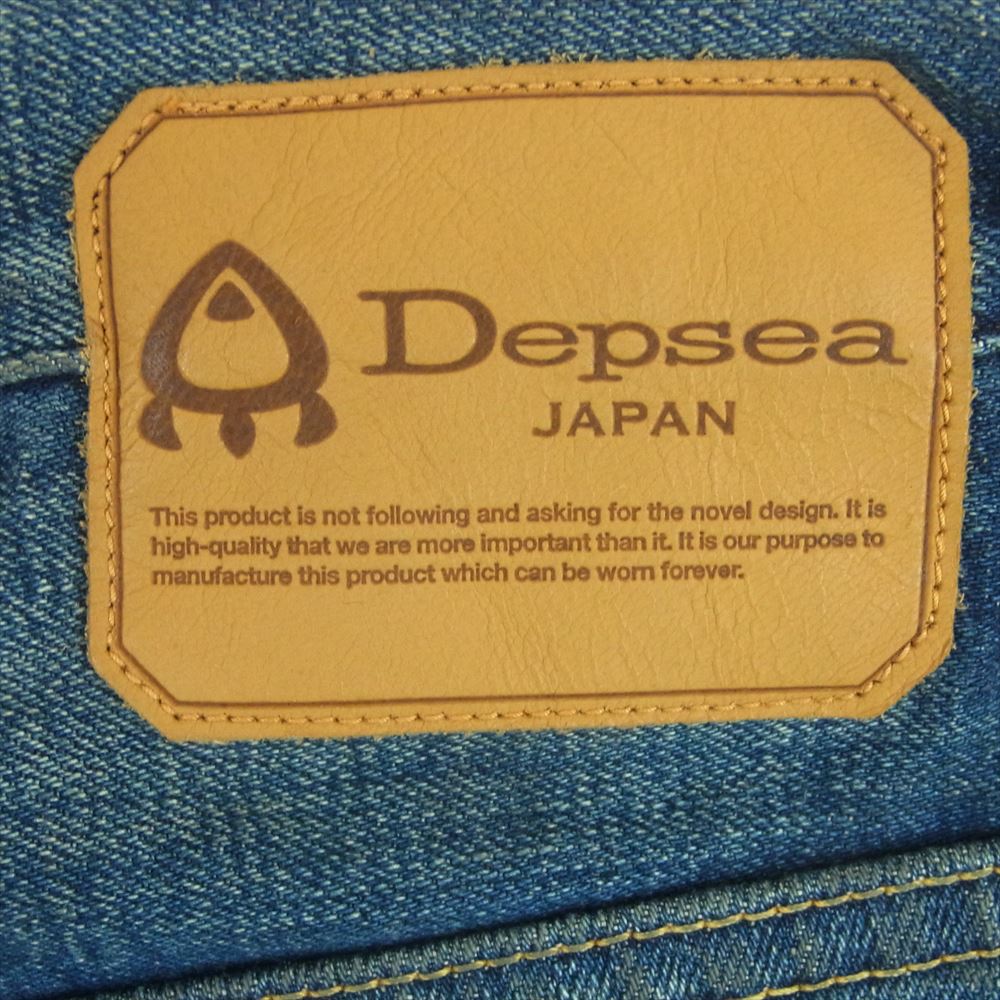 Depsea
JAPAN
This product is not following and asking for the novel design. It is
high-quality that we are more important than it. It is our purpose to
manufacture this product which can be worn forever.